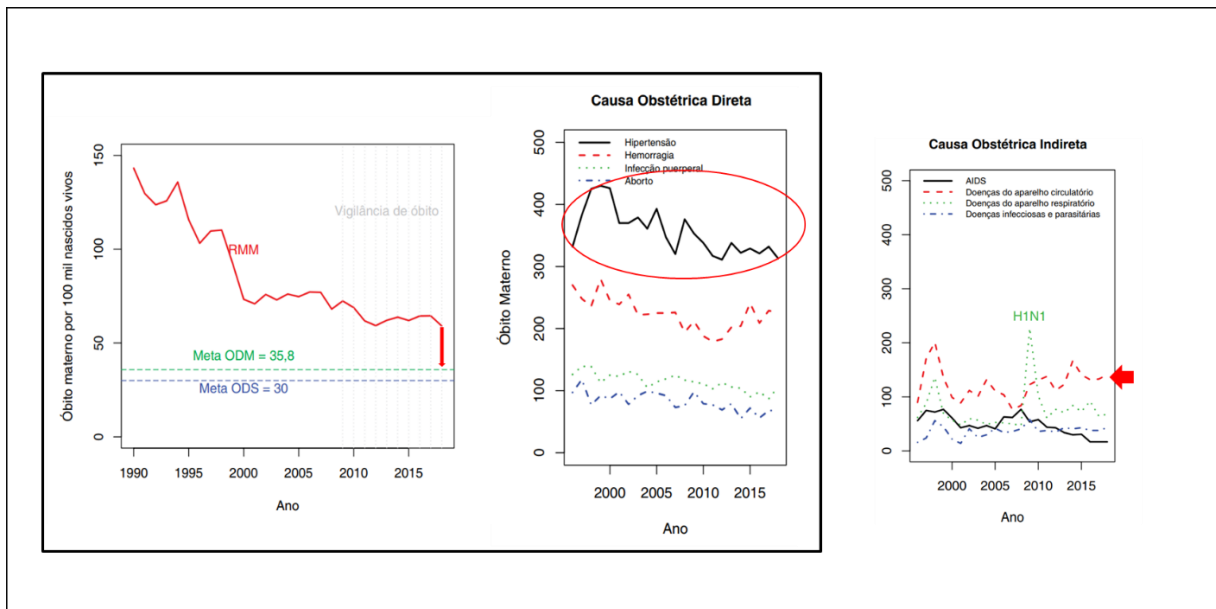 Óbito materno por 100 mil nascidos vivos
150
100
50
0
Vigilância de óbito
RMM
Meta ODM = 35,8
Meta ODS = 30
1990 1995 2000 2005 2010 2015
Ano
Causa Obstétrica Direta
Óbito Materno
500
400
300
200
100
0
Hipertensão
Hemorragia
Infecção puerperal
Aborto
2000 2005 2010 2015
Ano
Causa Obstétrica Indireta
500
400
300
200
100
0
AIDS
Doenças do aparelho circulatório
Doenças do aparelho respiratório
Doenças infecciosas e parasitárias
H1N1
2000 2005 2010 2015
Ano